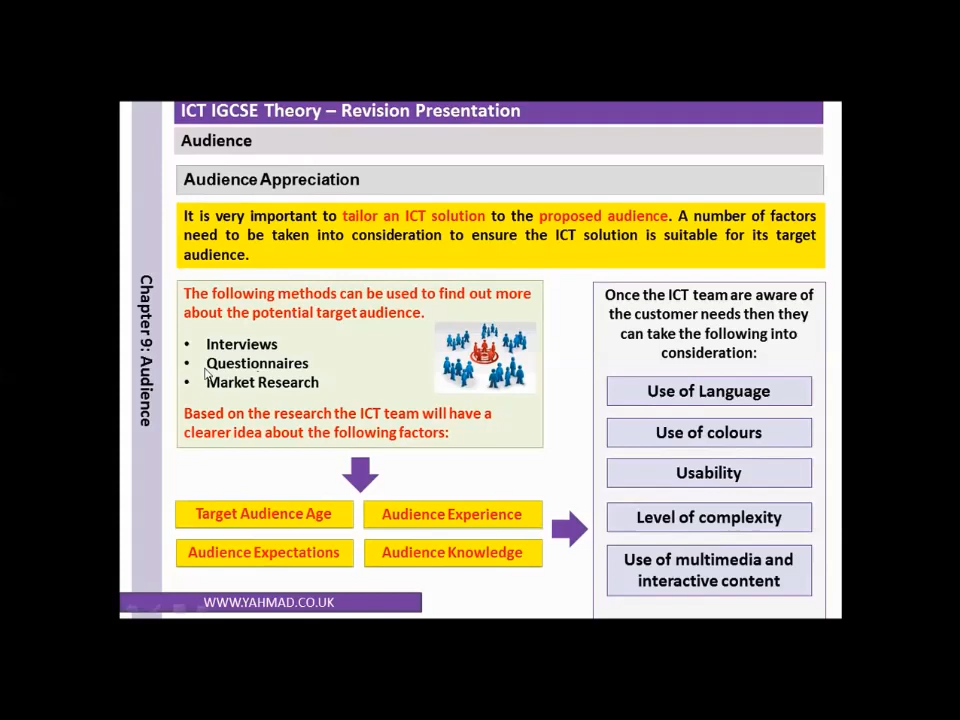 ICT IGCSE Theory – Revision Presentation
Audience
Audience Appreciation
It is very important to tailor an ICT solution to the proposed audience. A number of factors
need to be taken into consideration to ensure the ICT solution is suitable for its target
audience.
Chapter 9: Audience
The following methods can be used to find out more
about the potential target audience.
• Interviews
• Questionnaires
• Market Research
Based on the research the ICT team will have a
clearer idea about the following factors:
Target Audience Age
Audience Experience
Audience Expectations
Audience Knowledge
Once the ICT team are aware of
the customer needs then they
can take the following into
consideration:
Use of Language
Use of colours
Usability
Level of complexity
Use of multimedia and
interactive content
WWW.YAHMAD.CO.UK